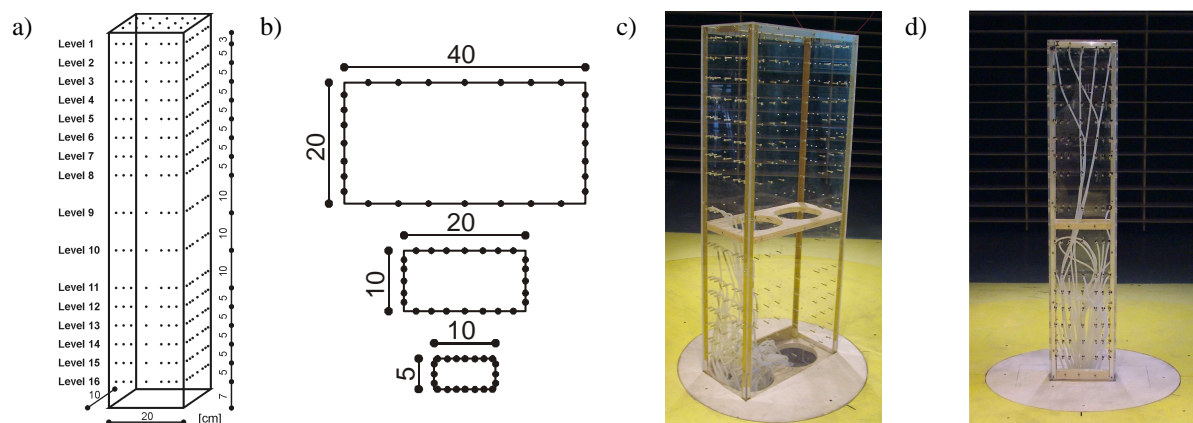 a)
b)
c)
d)
Level 1
Level 2
Level 3
Level 4
Level 5
Level 6
Level 7
Level 8
Level 9
Level 10
Level 11
Level 12
Level 13
Level 14
Level 15
Level 16
3
5
5
5
5
5
5
5
10
10
10
5
5
5
5
5
7
10
20
[cm]
40
20
20
10
10
5